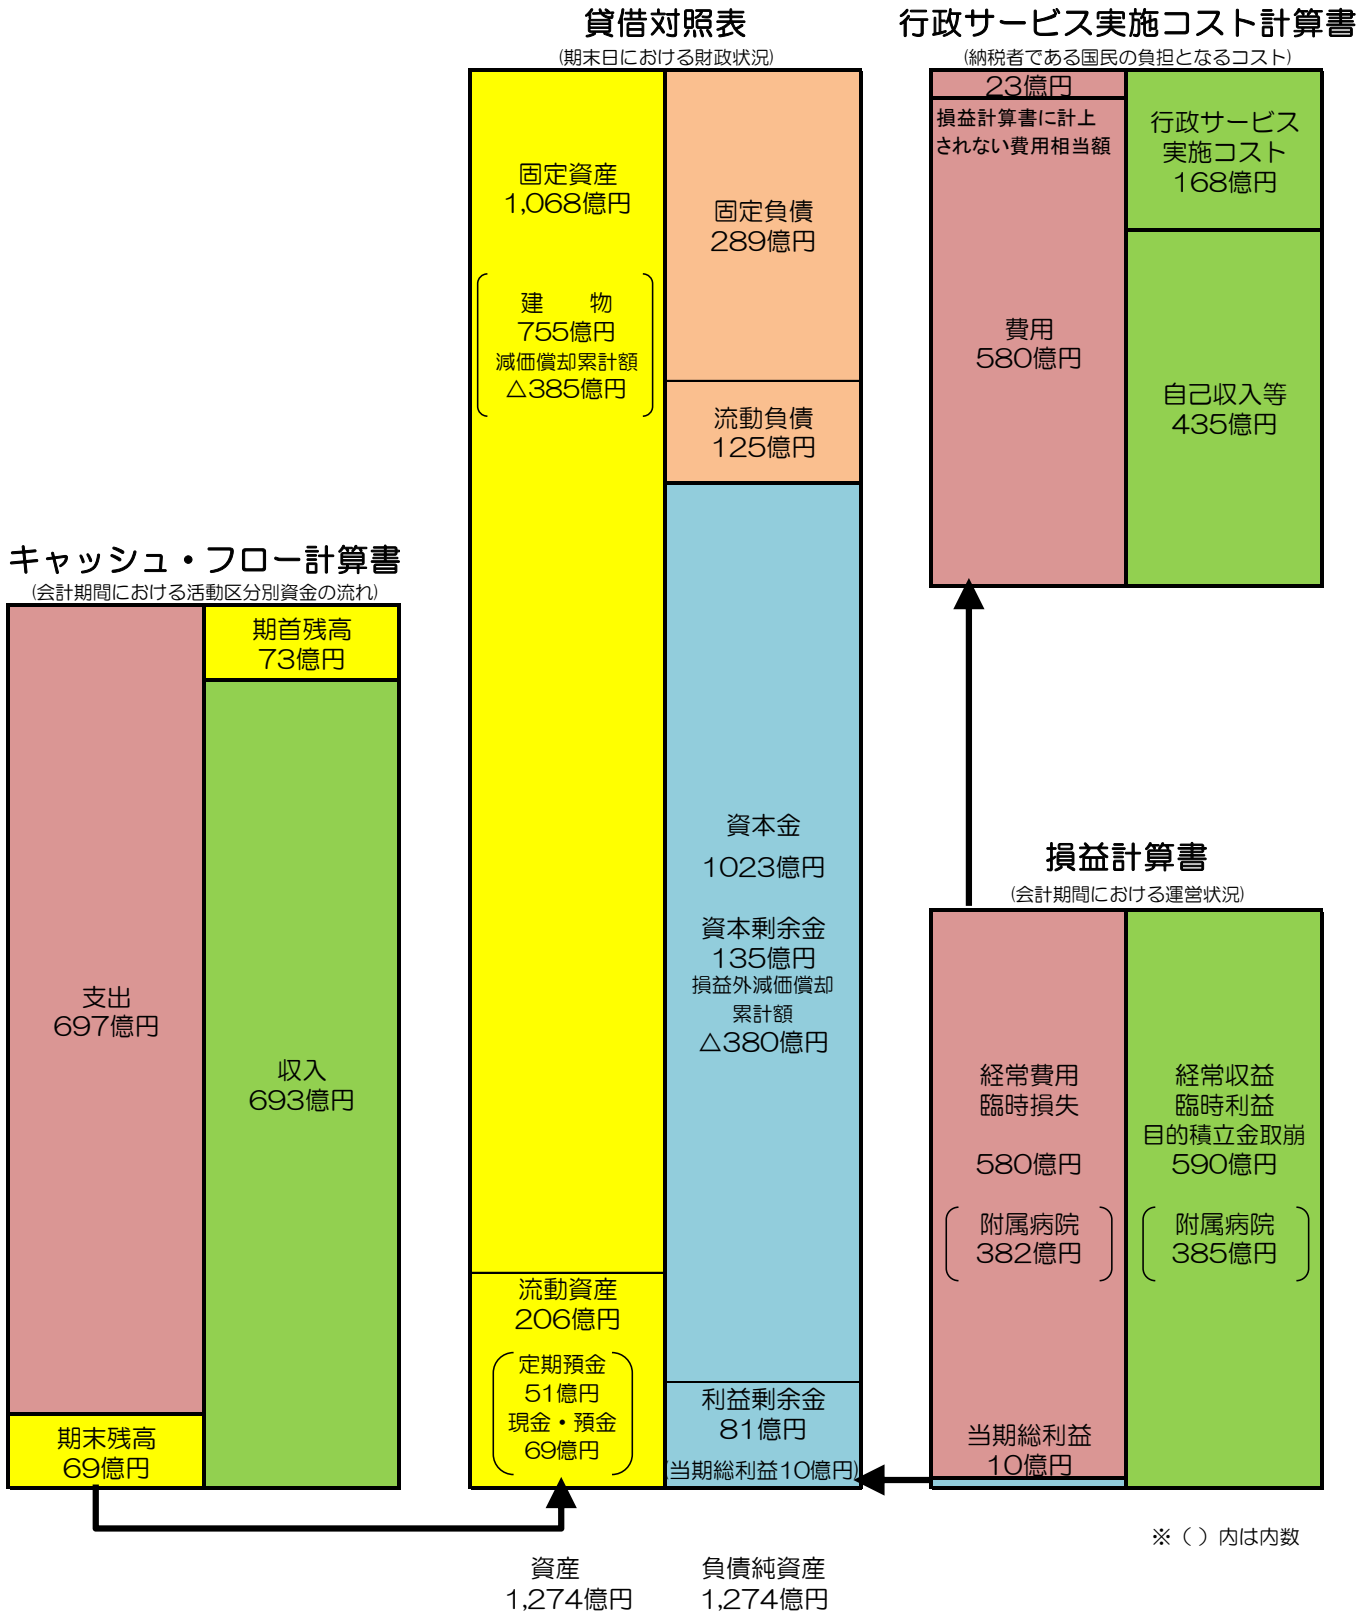 貸借対照表
(期末日における財政状況)
固定資産
1,068億円
建　　物
755億円
減価償却累計額
△385億円
流動資産
206億円
定期預金
51億円
現金・預金
69億円
固定負債
289億円
流動負債
125億円
資本金
1023億円
資本剰余金
135億円
損益外減価償却
累計額
△380億円
利益剰余金
81億円
(当期総利益10億円)
資産
1,274億円
負債純資産
1,274億円
行政サービス実施コスト計算書
(納税者である国民の負担となるコスト)
23億円
損益計算書に計上
されない費用相当額
費用
580億円
行政サービス
実施コスト
168億円
自己収入等
435億円
キャッシュ・フロー計算書
(会計期間における活動区分別資金の流れ)
支出
697億円
期末残高
69億円
期首残高
73億円
収入
693億円
損益計算書
(会計期間における運営状況)
経常費用
臨時損失
580億円
附属病院
382億円
当期総利益
10億円
経常収益
臨時利益
目的積立金取崩
590億円
附属病院
385億円
※（ ）内は内数